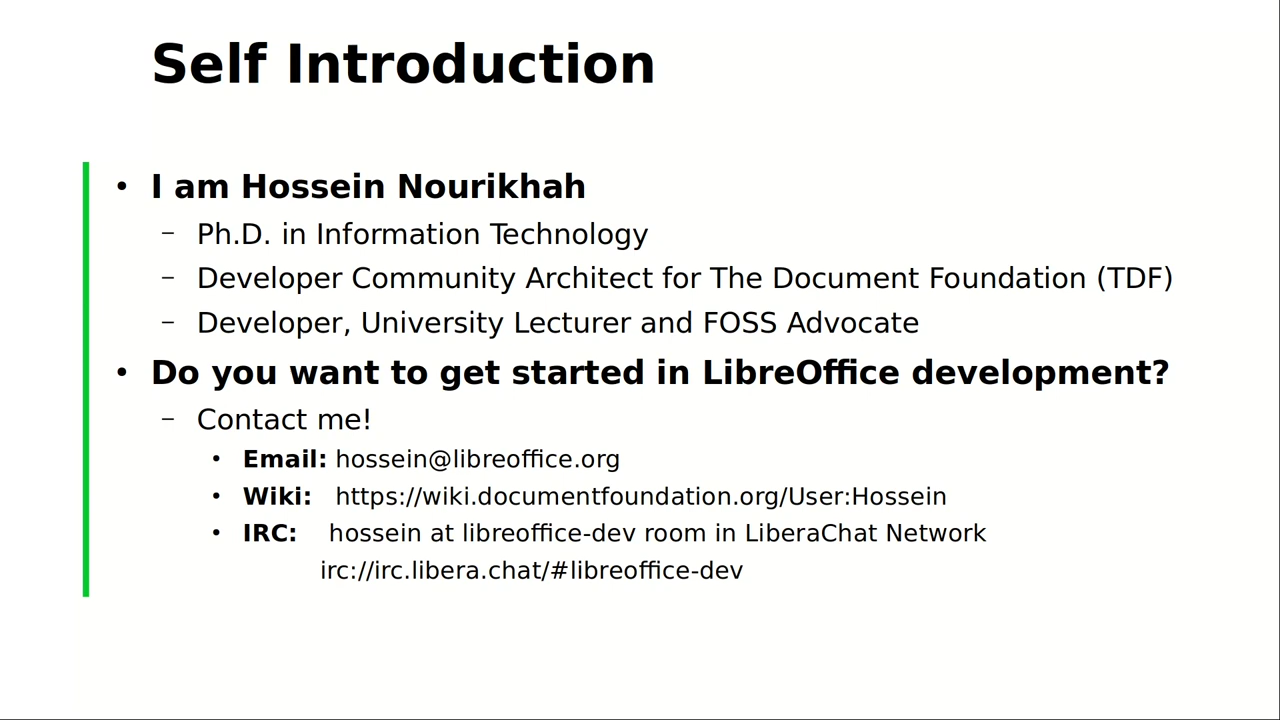 Self Introduction
• I am Hossein Nourikhah
– Ph.D. in Information Technology
– Developer Community Architect for The Document Foundation (TDF)
– Developer, University Lecturer and FOSS Advocate
• Do you want to get started in LibreOffice development?
– Contact me!
• Email: hossein@libreoffice.org
• Wiki: https://wiki.documentfoundation.org/User:Hossein
• IRC: hossein at libreoffice-dev room in LiberaChat Network
irc://irc.libera.chat/#libreoffice-dev